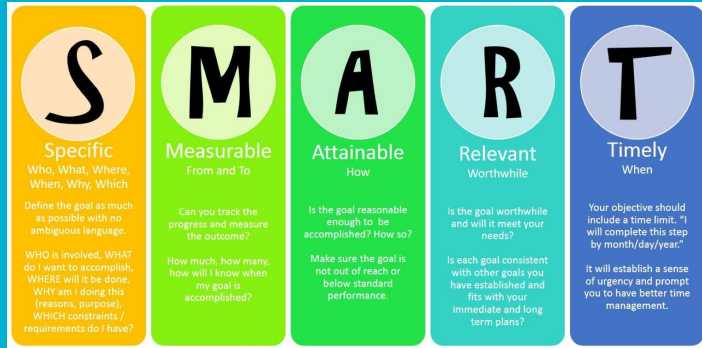 S
Specific
Who, What, Where,
When, Why, Which
Define the goal as much
as possible with no
ambiguous language.
WHO is involved, WHAT
do I want to accomplish,
WHERE will it be done,
WHY am I doing this
(reasons, purpose),
WHICH constraints /
requirements do I have?
M
Measurable
From and To
Can you track the
progress and measure
the outcome?
How much, how many,
how will I know when
my goal is
accomplished?
A
Attainable
How
Is the goal reasonable
enough to be
accomplished? How so?
Make sure the goal is
not out of reach or
below standard
performance.
R
Relevant
Worthwhile
Is the goal worthwhile
and will it meet your
needs?
Is each goal consistent
with other goals you
have established and
fits with your
immediate and long
term plans?
T
Timely
When
Your objective should
include a time limit. “I
will complete this step
by month/day/year.”
It will establish a sense
of urgency and prompt
you to have better time
management.